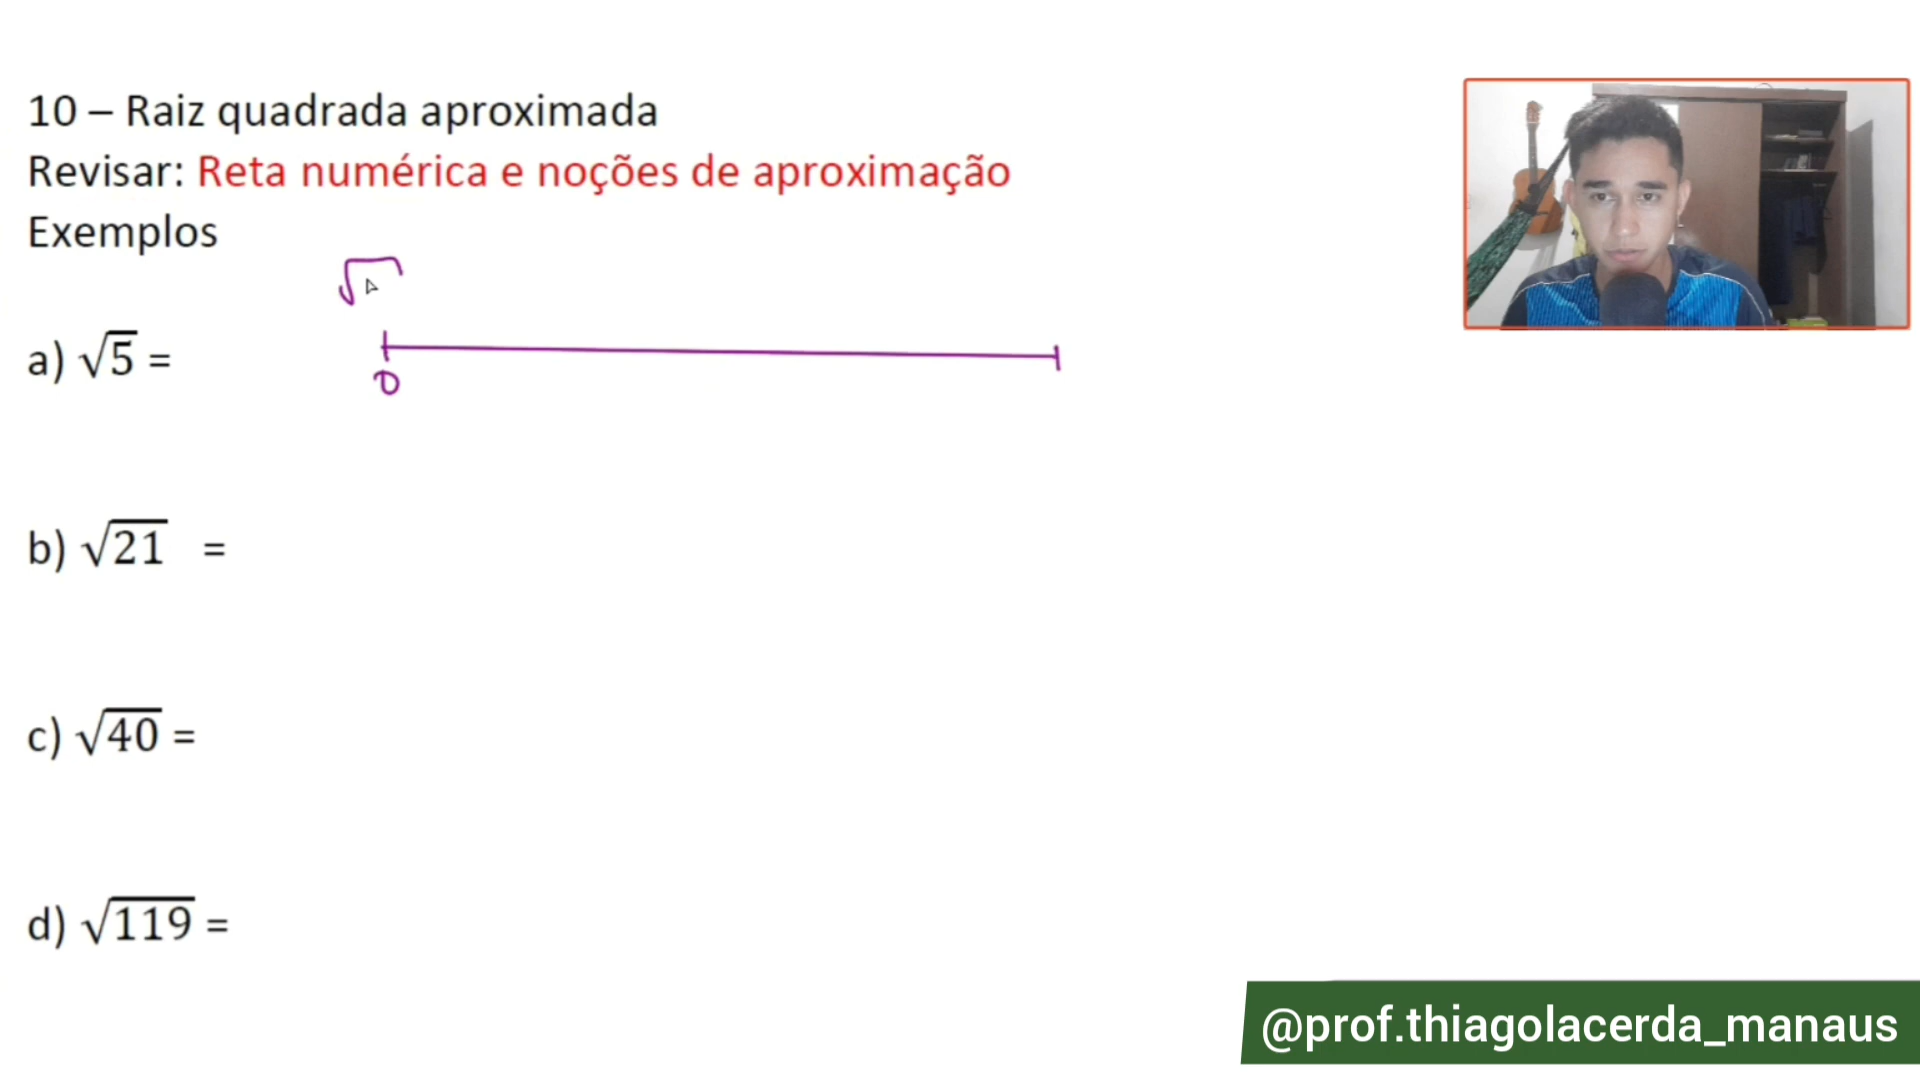 10 – Raiz quadrada aproximada
Revisar: Reta numérica e noções de aproximação
Exemplos
√
a) √5 =
0
b) √21 =
c) √40 =
d) √119 =
@prof.thiagolacerda_manaus